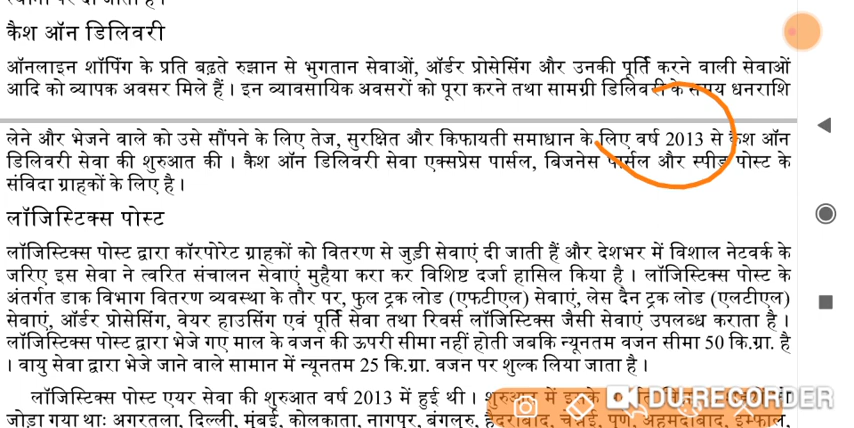 कैश ऑन डिलिवरी
ऑनलाइन शॉपिंग के प्रति बढ़ते रुझान से भुगतान सेवाओं, ऑर्डर प्रोसेसिंग और उनकी पूर्ति करने वाली सेवाओं
आदि को व्यापक अवसर मिले हैं। इन व्यावसायिक अवसरों को पूरा करने तथा सामग्री डिलिवरी के समय धनराशि
लेने और भेजने वाले को उसे सौंपने के लिए तेज, सुरक्षित और किफायती समाधान के लिए वर्ष 2013 से कैश ऑन
डिलिवरी सेवा की शुरुआत की। कैश ऑन डिलिवरी सेवा एक्सप्रेस पार्सल, बिजनेस पार्सल और स्पीड पोस्ट के
संविदा ग्राहकों के लिए है।
लॉजिस्टिक्स पोस्ट
लॉजिस्टिक्स पोस्ट द्वारा कॉरपोरेट ग्राहकों को वितरण से जुड़ी सेवाएं दी जाती हैं और देशभर में विशाल नेटवर्क के
जरिए इस सेवा ने त्वरित संचालन सेवाएं मुहैया करा कर विशिष्ट दर्जा हासिल किया है। लॉजिस्टिक्स पोस्ट के
अंतर्गत डाक विभाग वितरण व्यवस्था के तौर पर, फुल ट्रक लोड (एफटीएल) सेवाएं, लेस दैन ट्रक लोड (एलटीएल)
सेवाएं, ऑर्डर प्रोसेसिंग, वेयर हाउसिंग एवं पूर्ति सेवा तथा रिवर्स लॉजिस्टिक्स जैसी सेवाएं उपलब्ध कराता है।
लॉजिस्टिक्स पोस्ट द्वारा भेजे गए माल के वजन की ऊपरी सीमा नहीं होती जबकि न्यूनतम वजन सीमा 50 कि.ग्रा. है
। वायु सेवा द्वारा भेजे जाने वाले सामान में न्यूनतम 25 कि.ग्रा. वजन पर शुल्क लिया जाता है।
लॉजिस्टिक्स पोस्ट एयर सेवा की शुरुआत वर्ष 2013 में हुई थी। शुरुआत में इनके
DU RECORDER
जोड़ा गया थाः अगरतला, दिल्ली, मुंबई, कोलकाता, नागपुर, बंगलुरु, हैदराबाद, चेन्नई, पुणे, अहमदाबाद, इम्फाल,